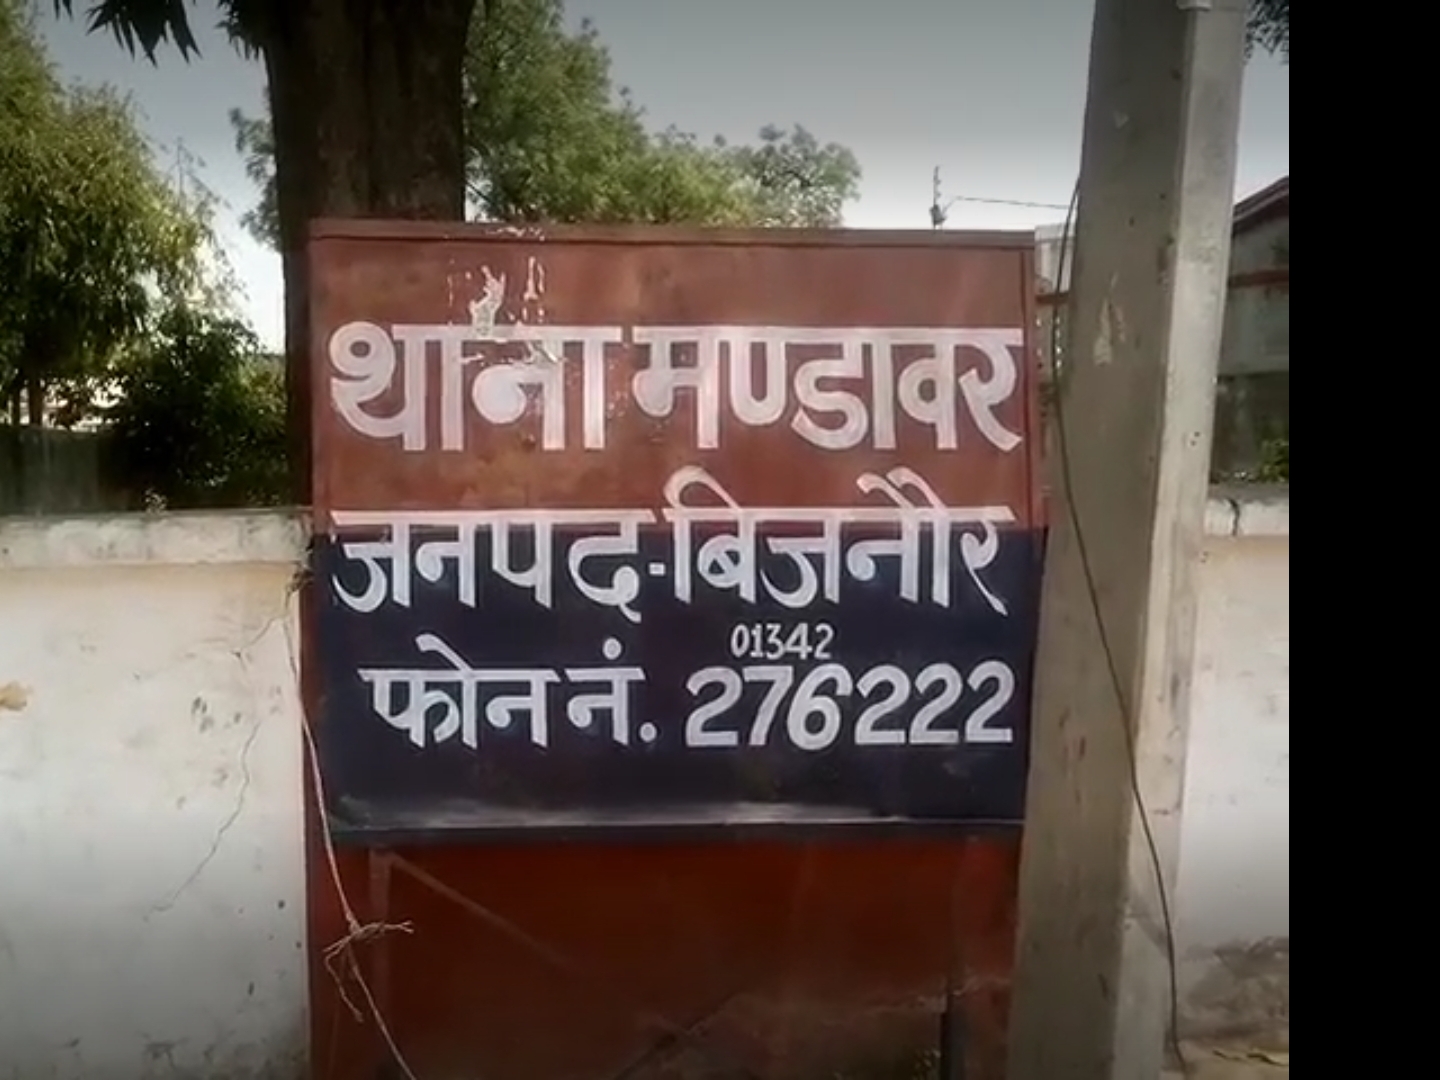 थाना मण्डावर
जनपद-बिजनौर
01342
फोन नं. 276222